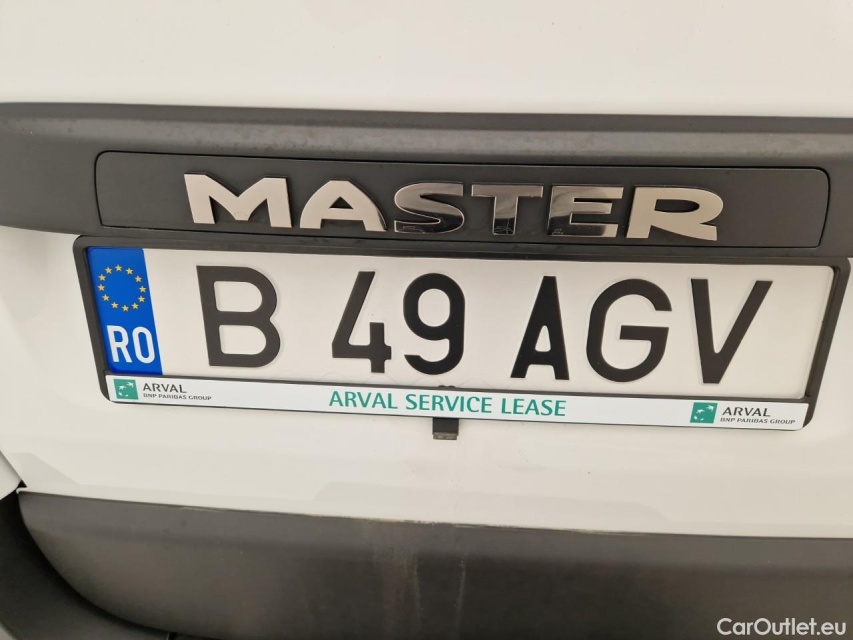 MASTER
RO B 49 AGV
ARVAL BNP PARIBAS GROUP ARVAL SERVICE LEASE ARVAL BNP PARIBAS GROUP
CarOutlet.eu